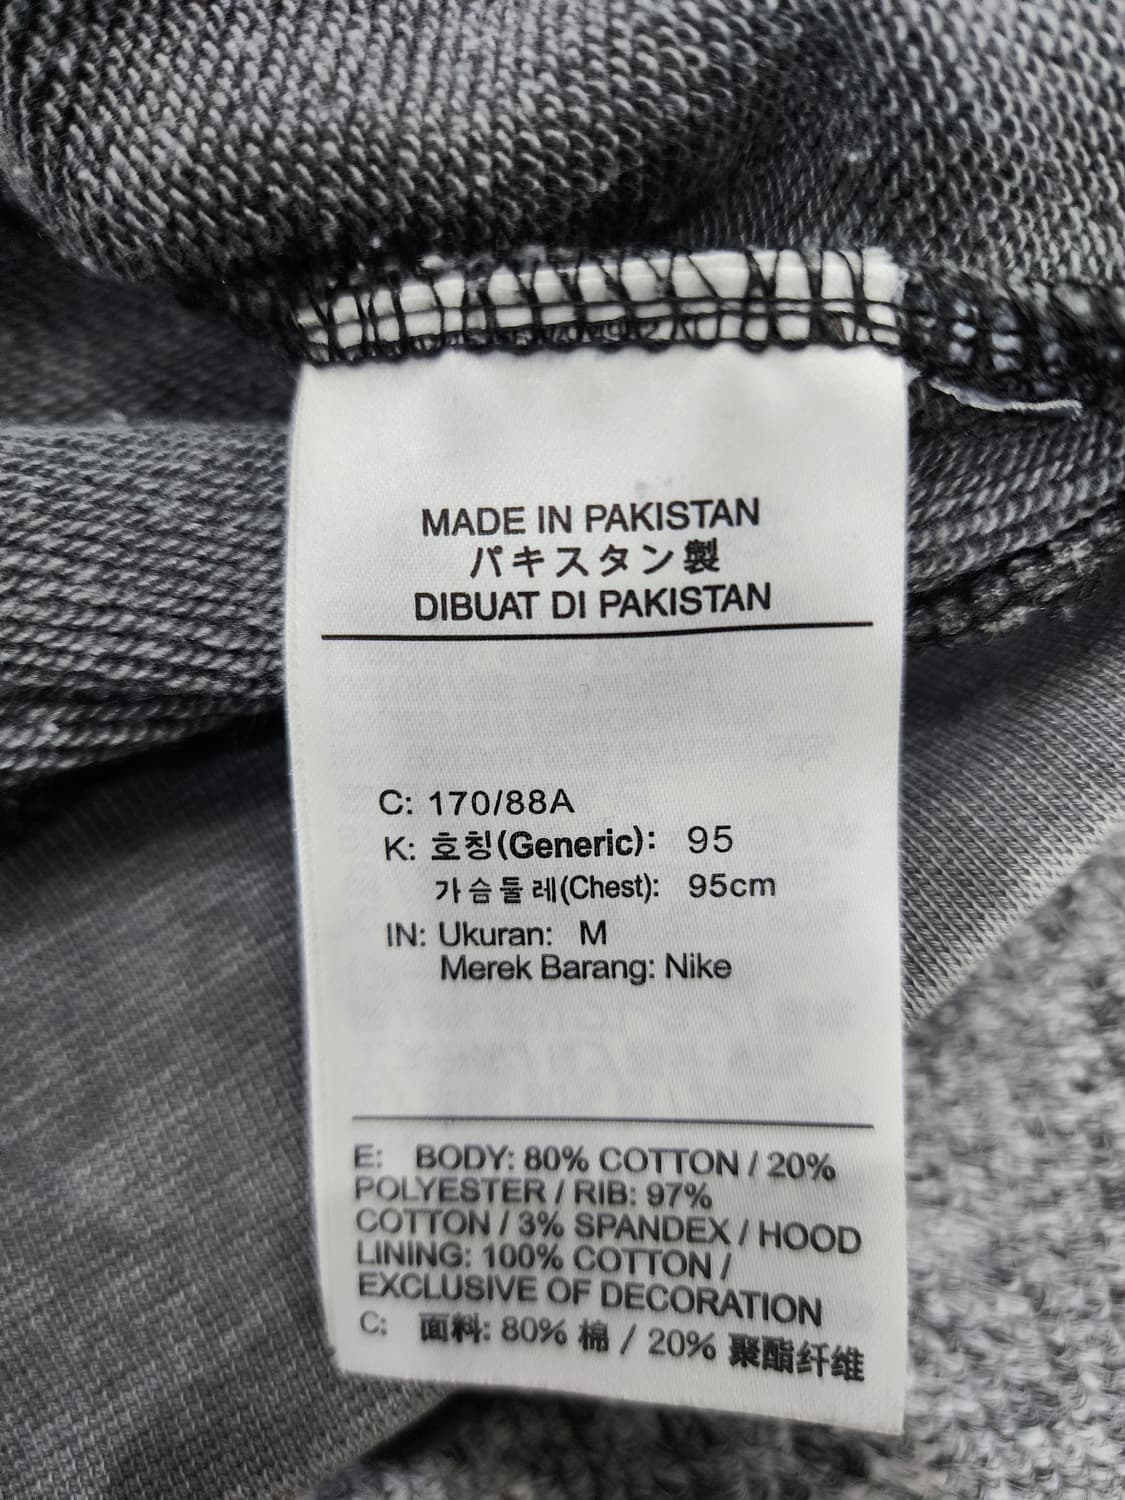 MADE IN PAKISTAN
パキスタン製
DIBUAT DI PAKISTAN
C: 170/88A
K: 호칭(Generic): 95
가슴둘레(Chest): 95cm
IN: Ukuran: M
Merek Barang: Nike
E: BODY: 80% COTTON / 20%
POLYESTER / RIB: 97%
COTTON / 3% SPANDEX / HOOD
LINING: 100% COTTON /
EXCLUSIVE OF DECORATION
C: 面料: 80% 棉 / 20% 聚酯纤维